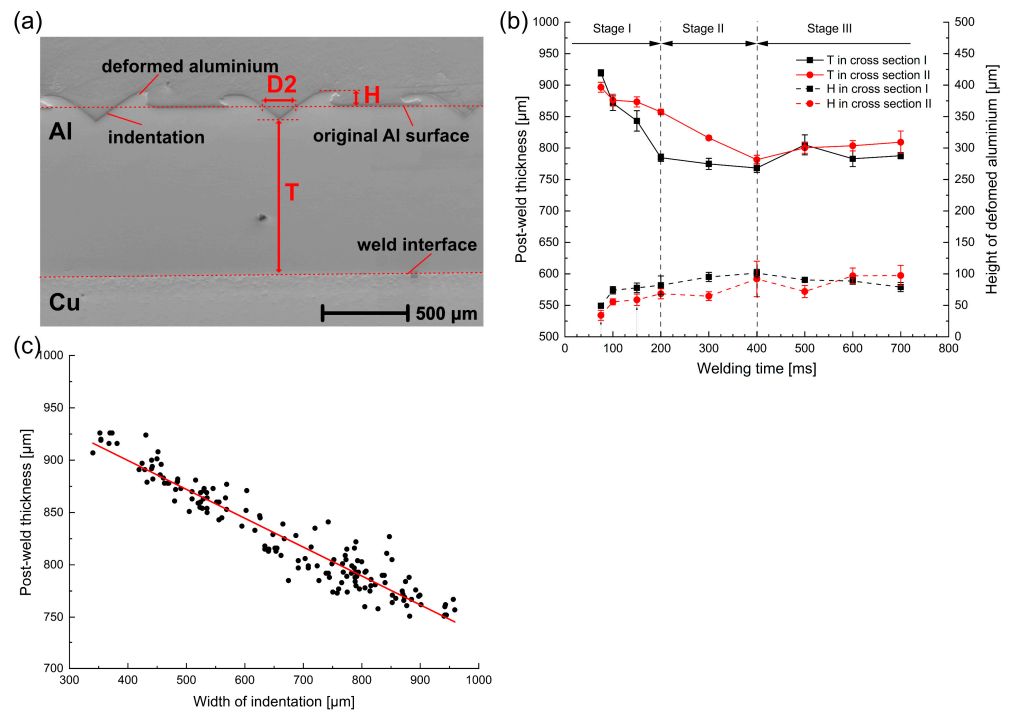 (a)
deformed aluminium
D2
H
Al
indentation
original Al surface
T
weld interface
Cu
500 µm
(b)
Stage I
Stage II
Stage III
T in cross section I
T in cross section II
H in cross section I
H in cross section II
1000
950
900
850
800
750
700
650
600
550
500
Post-weld thickness [µm]
500
450
400
350
300
250
200
150
100
50
0
Height of defomed aluminium [µm]
0 100 200 300 400 500 600 700 800
Welding time [ms]
(c)
1000
950
900
850
800
750
700
Post-weld thickness [µm]
300 400 500 600 700 800 900 1000
Width of indentation [µm]